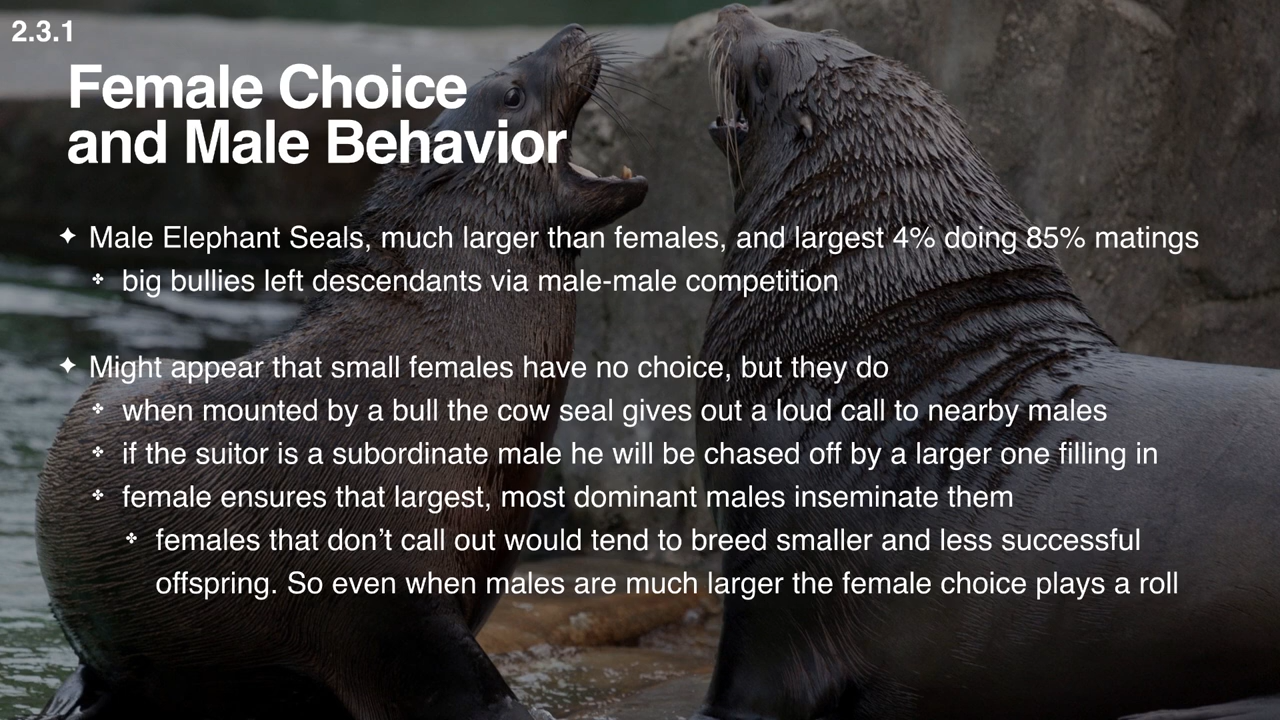 2.3.1
Female Choice
and Male Behavior
✦ Male Elephant Seals, much larger than females, and largest 4% doing 85% matings
✤ big bullies left descendants via male-male competition
✦ Might appear that small females have no choice, but they do
✤ when mounted by a bull the cow seal gives out a loud call to nearby males
✤ if the suitor is a subordinate male he will be chased off by a larger one filling in
✤ female ensures that largest, most dominant males inseminate them
✤ females that don’t call out would tend to breed smaller and less successful
offspring. So even when males are much larger the female choice plays a roll